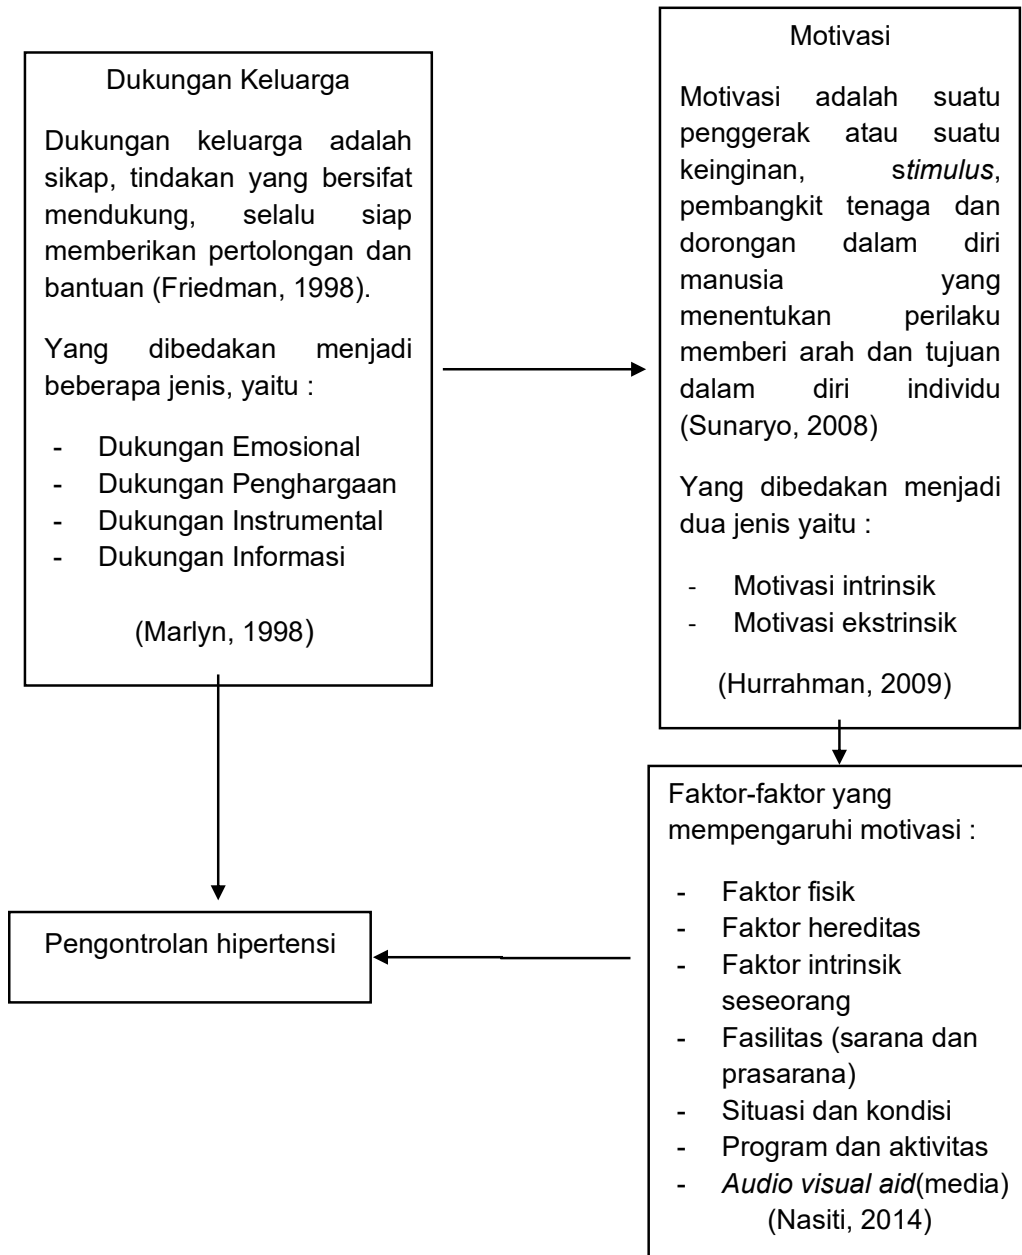 Dukungan Keluarga
Dukungan keluarga adalah
sikap, tindakan yang bersifat
mendukung, selalu siap
memberikan pertolongan dan
bantuan (Friedman, 1998).
Yang dibedakan menjadi
beberapa jenis, yaitu :
- Dukungan Emosional
- Dukungan Penghargaan
- Dukungan Instrumental
- Dukungan Informasi
(Marlyn, 1998)
Motivasi
Motivasi adalah suatu
penggerak atau suatu
keinginan, stimulus,
pembangkit tenaga dan
dorongan dalam diri
manusia yang
menentukan perilaku
memberi arah dan tujuan
dalam diri individu
(Sunaryo, 2008)
Yang dibedakan menjadi
dua jenis yaitu :
- Motivasi intrinsik
- Motivasi ekstrinsik
(Hurrahman, 2009)
Faktor-faktor yang
mempengaruhi motivasi :
- Faktor fisik
- Faktor hereditas
- Faktor intrinsik
seseorang
- Fasilitas (sarana dan
prasarana)
- Situasi dan kondisi
- Program dan aktivitas
- Audio visual aid(media)
(Nasiti, 2014)
Pengontrolan hipertensi